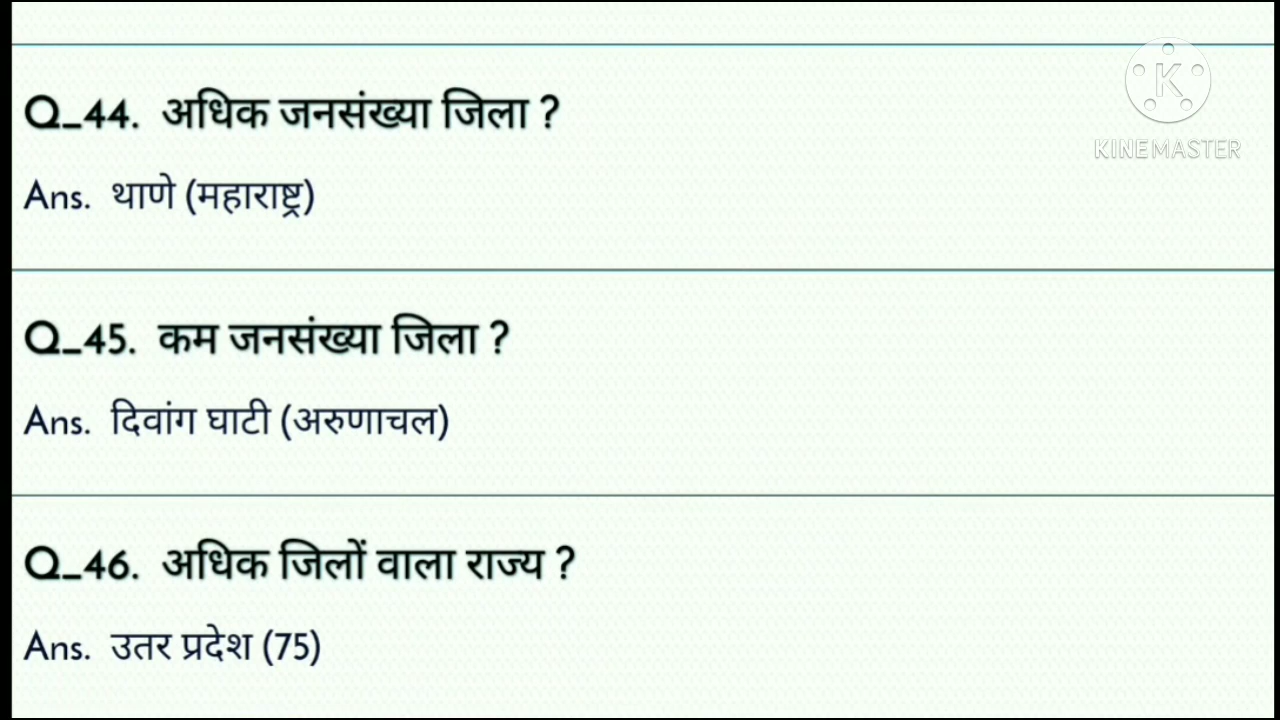 Q_44. अधिक जनसंख्या जिला ?
KINEMASTER
Ans. थाणे (महाराष्ट्र)
Q_45. कम जनसंख्या जिला ?
Ans. दिवांग घाटी (अरुणाचल)
Q_46. अधिक जिलों वाला राज्य ?
Ans. उतर प्रदेश (75)